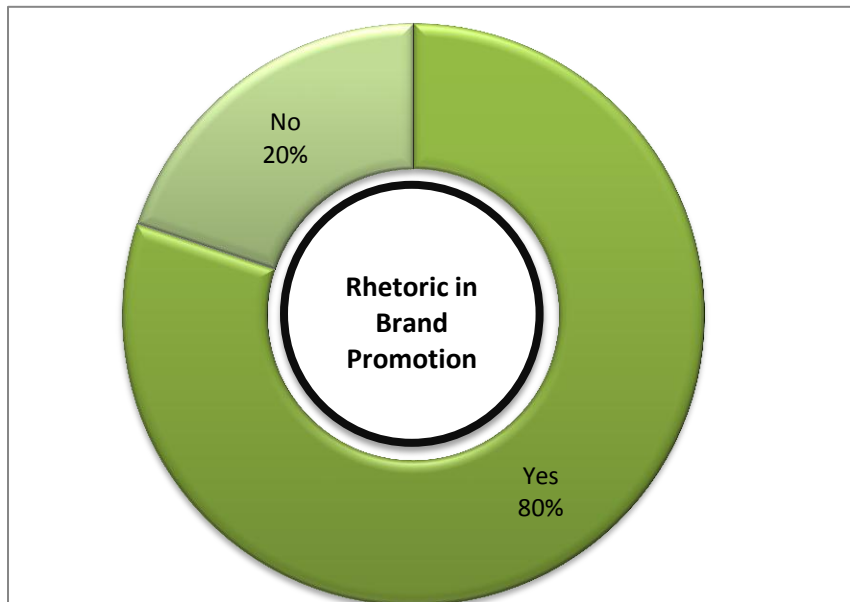 No
20%
Rhetoric in
Brand
Promotion
Yes
80%